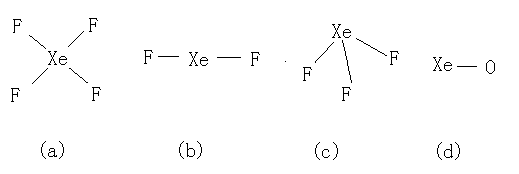 F F
Xe
F F
F Xe F
Xe
F F F
Xe O
(a) (b) (c) (d)